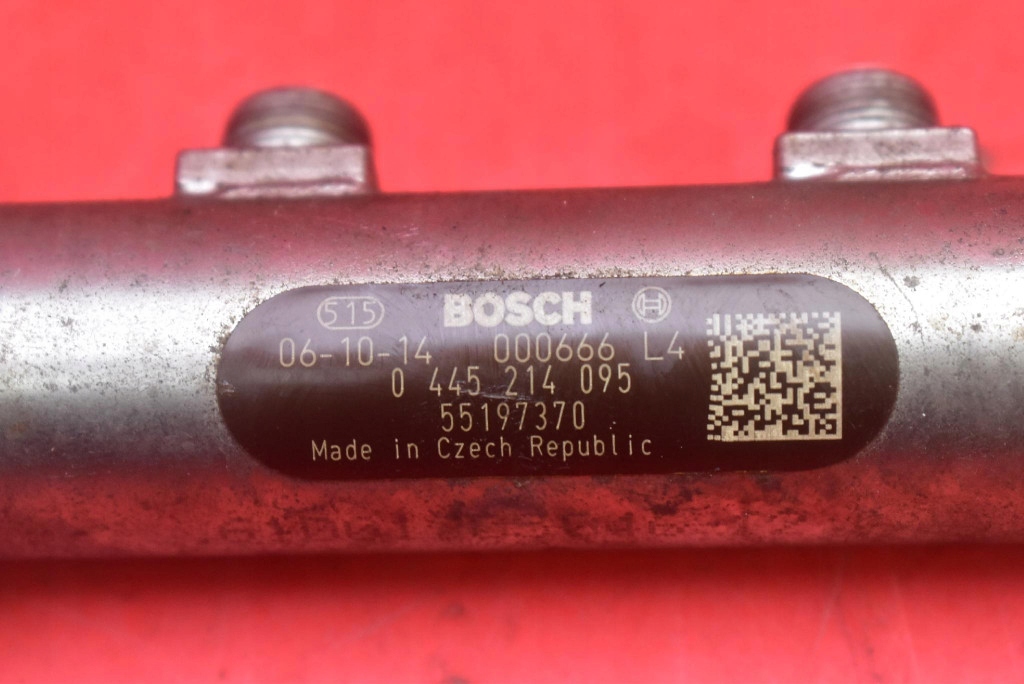 515 BOSCH
06-10-14 000666 L4
0 445 214 095
55197370
Made in Czech Republic